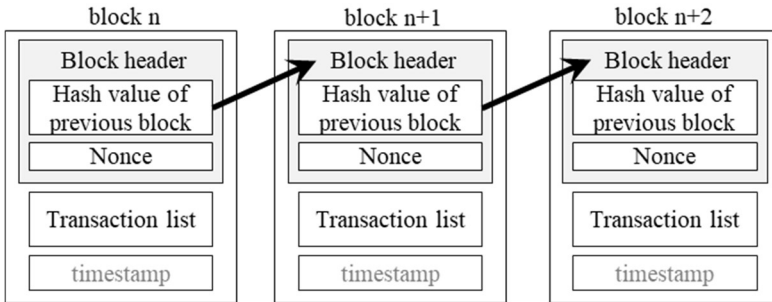 block n
Block header
Hash value of
previous block
Nonce
Transaction list
timestamp
block n+1
Block header
Hash value of
previous block
Nonce
Transaction list
timestamp
block n+2
Block header
Hash value of
previous block
Nonce
Transaction list
timestamp